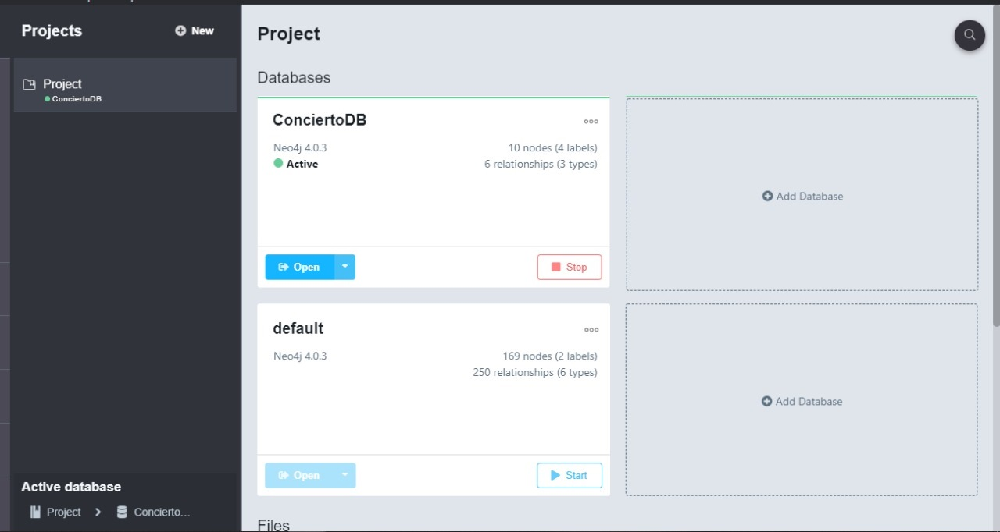 Projects
New
Project
ConciertoDB
Active database
Project
Concierto...
Project
Databases
ConciertoDB
Neo4j 4.0.3
10 nodes (4 labels)
Active
6 relationships (3 types)
Open
Stop
Add Database
default
Neo4j 4.0.3
169 nodes (2 labels)
250 relationships (6 types)
Open
Start
Add Database
Files